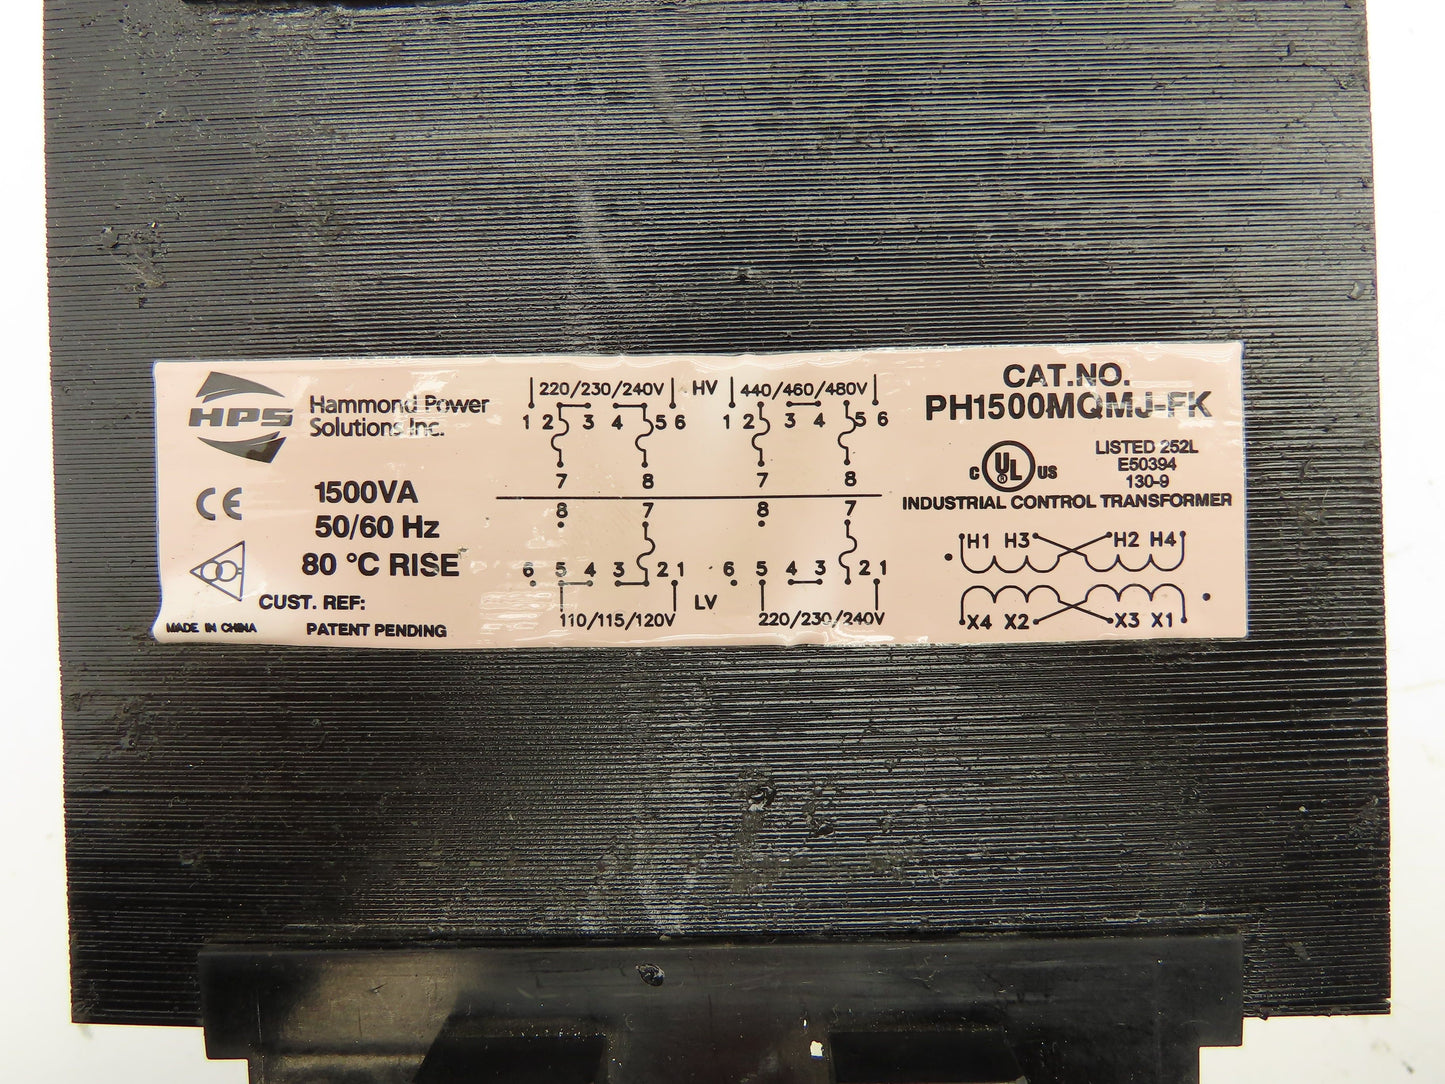 HPS
Hammond Power
Solutions Inc.
CE
1500VA
50/60 Hz
80 °C RISE
CUST. REF:
MADE IN CHINA
PATENT PENDING
220/230/240V HV 440/460/480V
1 2 3 4 5 6 1 2 3 4 5 6
7 8 7 8
8 7 8 7
6 5 4 3 2 1 6 5 4 3 2 1
110/115/120V LV 220/230/240V
CAT.NO.
PH1500MQMJ-FK
C UL ® US
LISTED 252L
E50394
130-9
INDUSTRIAL CONTROL TRANSFORMER
H1 H3 H2 H4
X4 X2 X3 X1